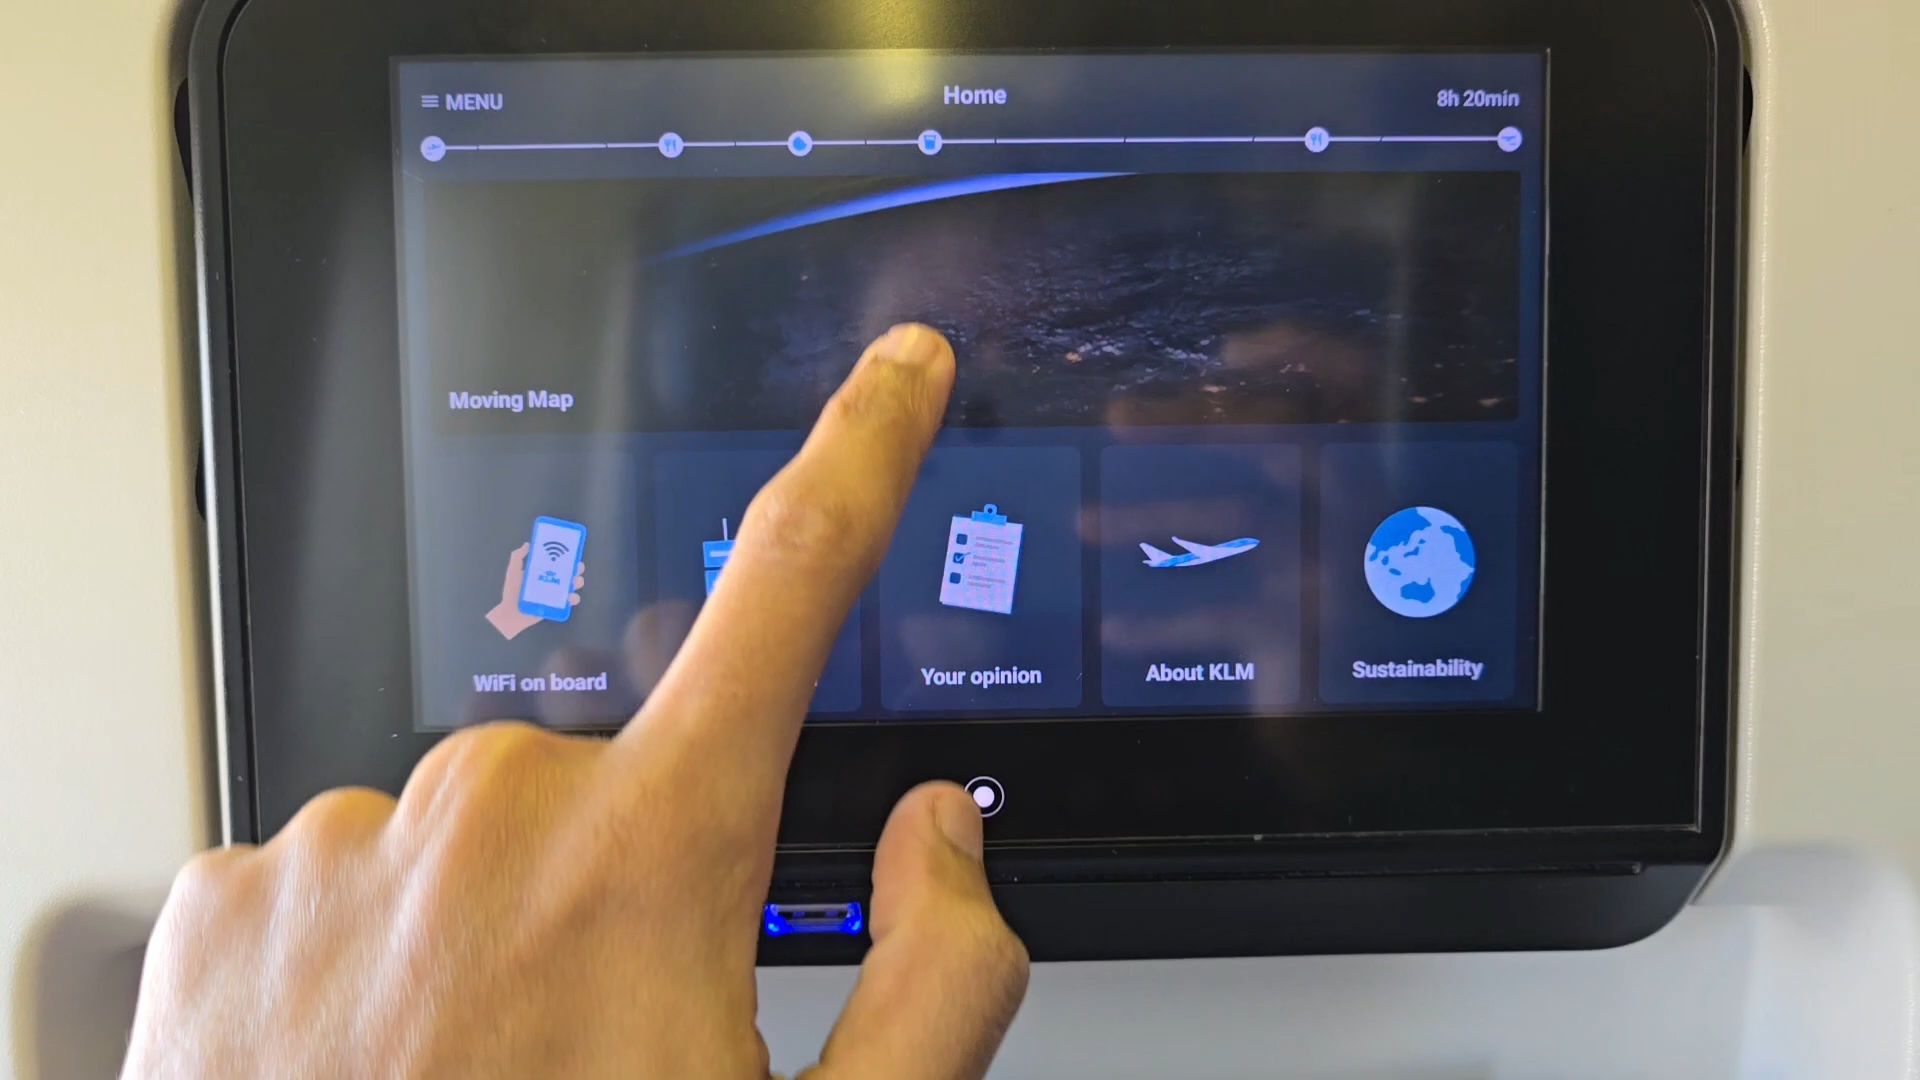 MENU
Home
8h 20min
Moving Map
WiFi on board
Your opinion
About KLM
Sustainability